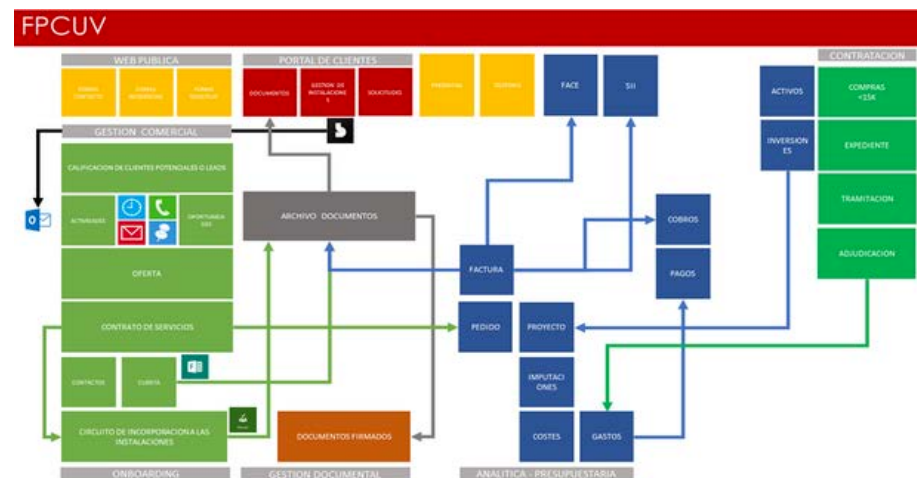 FPCUV
WEB PUBLICA
PORTAL DE CLIENTES
CONTRATACION
DOCUMENTOS
GESTION DE
INSTALACIONE
S
SOLICITUDES
FACE
SII
ACTIVOS
COMPRAS
<15K
GESTION COMERCIAL
INVERSION
ES
EXPEDIENTE
CALIFICACION DE CLIENTES POTENCIALES O LEADS
TRAMITACION
ACTIVIDADES
OPORTUNIDA
DES
ARCHIVO DOCUMENTOS
COBROS
ADJUDICACION
OFERTA
FACTURA
PAGOS
CONTRATO DE SERVICIOS
PEDIDO
PROYECTO
CONTACTOS
CUENTA
IMPUTACI
ONES
CIRCUITO DE INCORPORACION A LAS
INSTALACIONES
DOCUMENTOS FIRMADOS
COSTES
GASTOS
ONBOARDING
GESTION DOCUMENTAL
ANALITICA - PRESUPUESTARIA